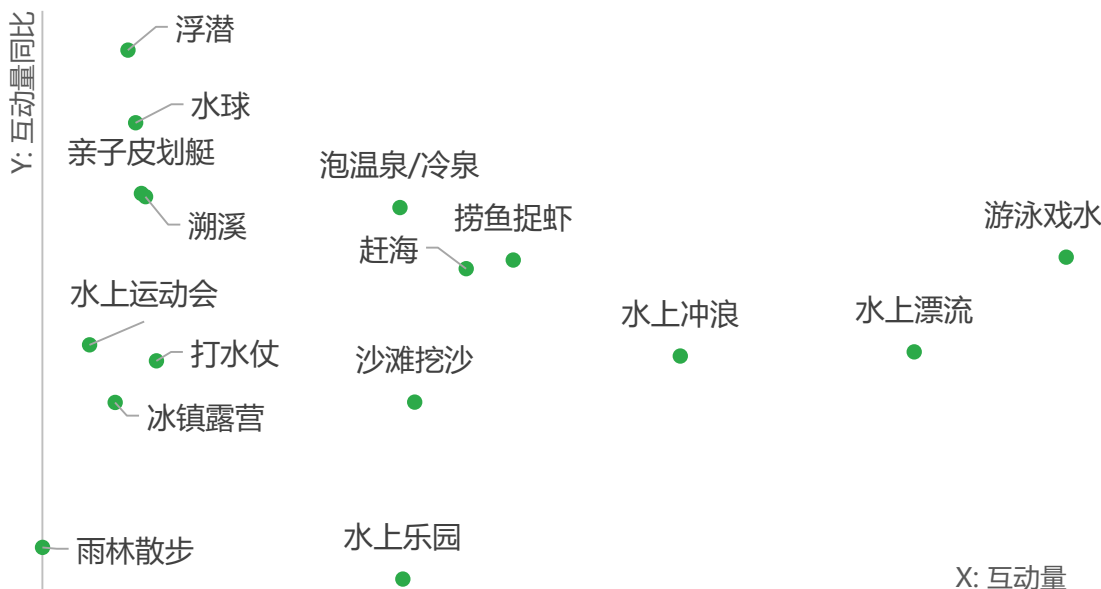 浮潜
Y: 互动量同比
水球
亲子皮划艇
泡温泉/冷泉
溯溪
捞鱼捉虾
游泳戏水
赶海
水上运动会
水上冲浪
水上漂流
打水仗
沙滩挖沙
冰镇露营
雨林散步
水上乐园
X: 互动量